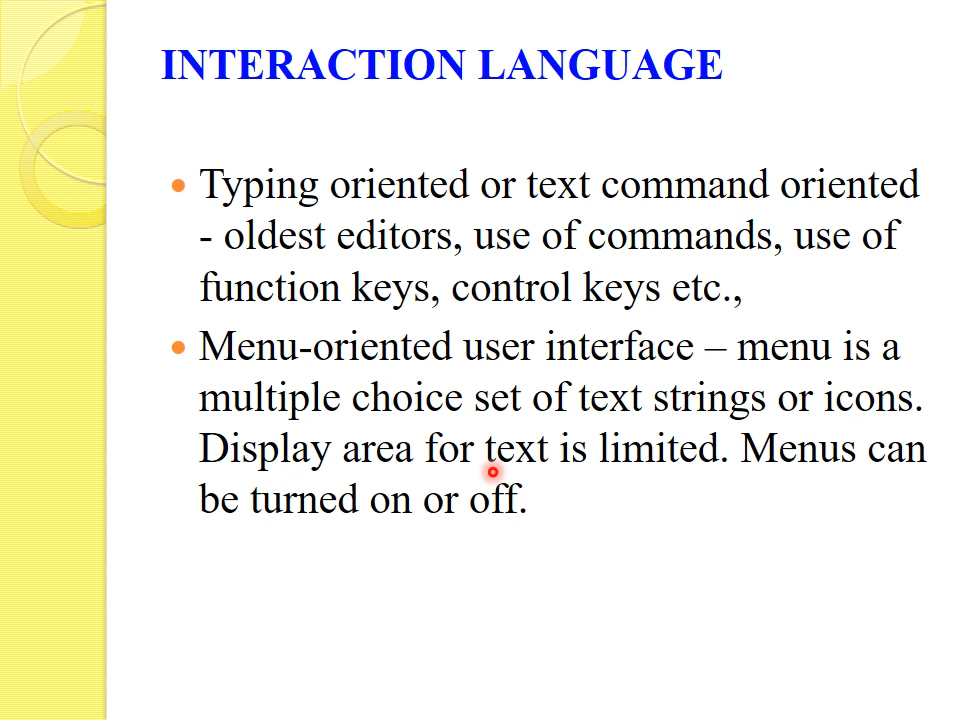 INTERACTION LANGUAGE
• Typing oriented or text command oriented
- oldest editors, use of commands, use of
function keys, control keys etc.,
• Menu-oriented user interface – menu is a
multiple choice set of text strings or icons.
Display area for text is limited. Menus can
be turned on or off.